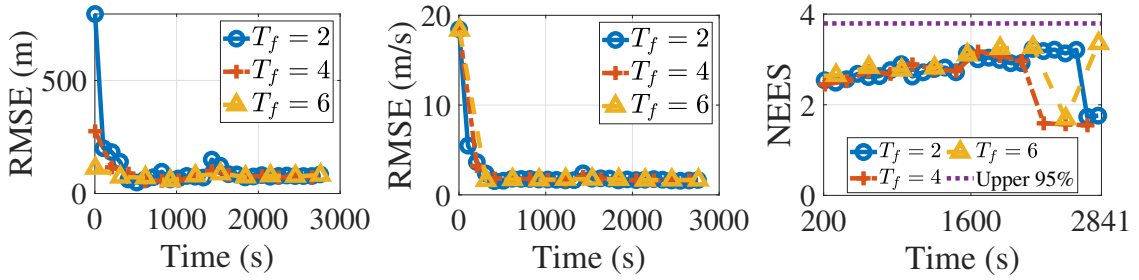 RMSE (m)
500
0
0
1000
2000
3000
Time (s)
T_f = 2
T_f = 4
T_f = 6
RMSE (m/s)
20
10
0
0
1000
2000
3000
Time (s)
T_f = 2
T_f = 4
T_f = 6
NEES
4
2
0
200
1600
2841
Time (s)
T_f = 2
T_f = 6
T_f = 4
Upper 95%